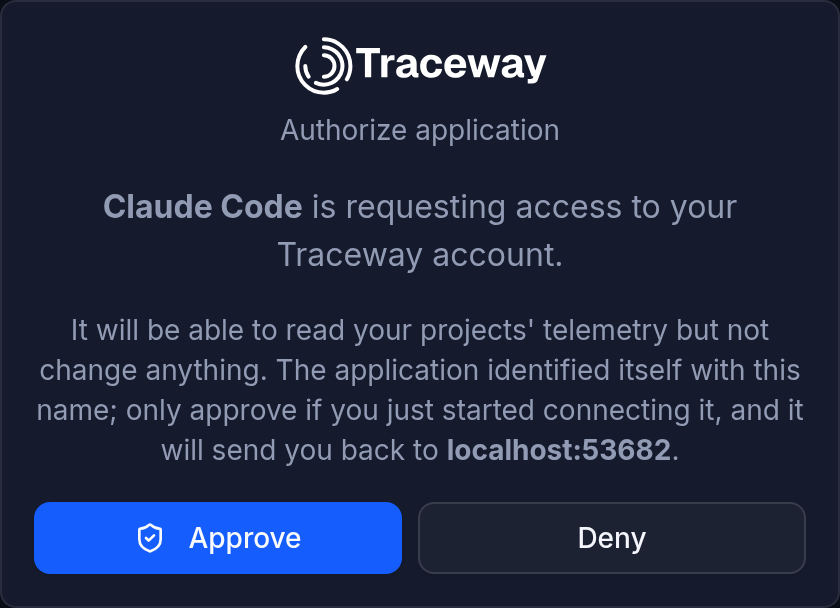 Traceway
Authorize application
Claude Code is requesting access to your
Traceway account.
It will be able to read your projects' telemetry but not
change anything. The application identified itself with this
name; only approve if you just started connecting it, and it
will send you back to localhost:53682.
Approve
Deny